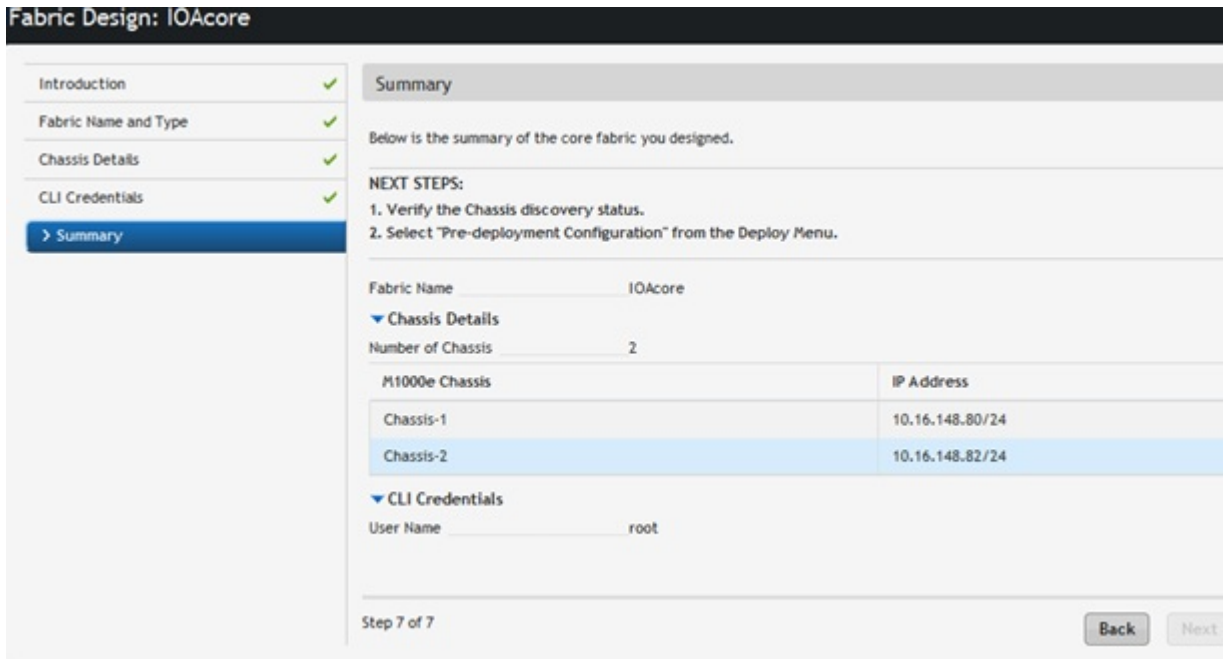 Fabric Design: IOAcore
Introduction
Fabric Name and Type
Chassis Details
CLI Credentials
> Summary
Summary
Below is the summary of the core fabric you designed.
NEXT STEPS:
1. Verify the Chassis discovery status.
2. Select "Pre-deployment Configuration" from the Deploy Menu.
Fabric Name IOAcore
Chassis Details
Number of Chassis 2
M1000e Chassis IP Address
Chassis-1 10.16.148.80/24
Chassis-2 10.16.148.82/24
CLI Credentials
User Name root
Step 7 of 7 Back Next